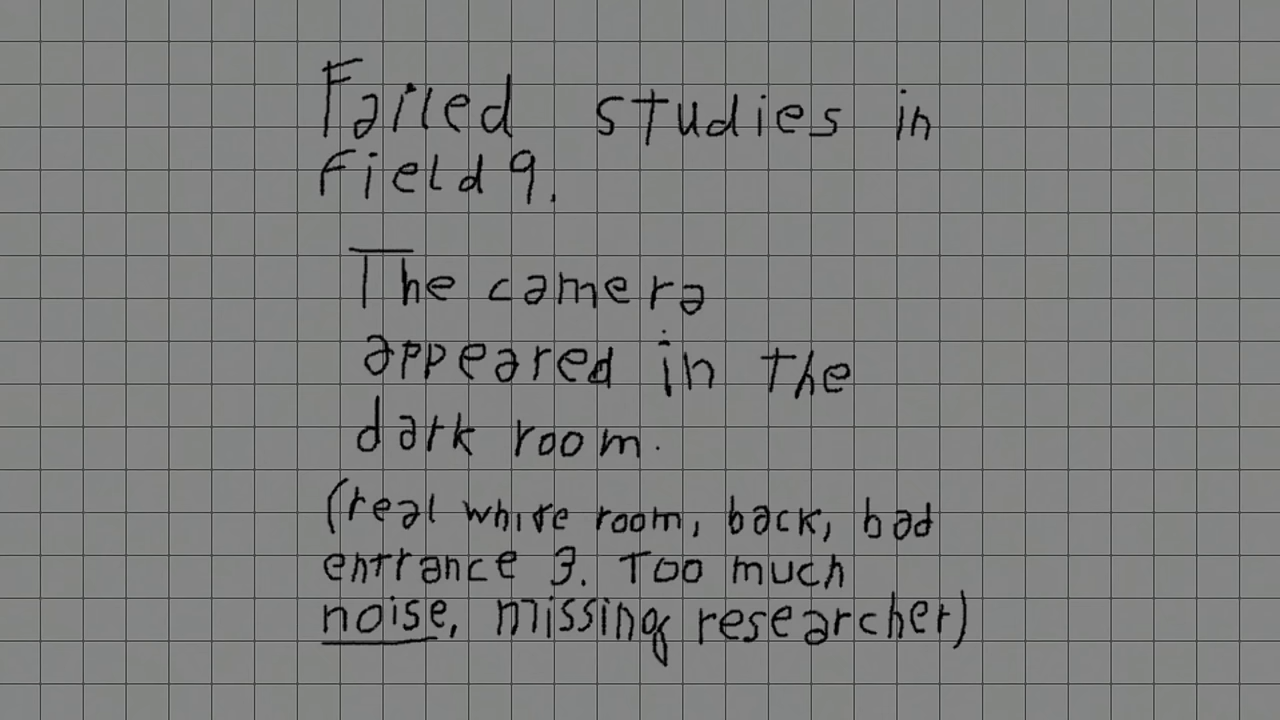 Failed studies in
Field 9.
The camera
appeared in the
dark room.
(real white room, back, bad
entrance 3. Too much
noise, missing researcher)